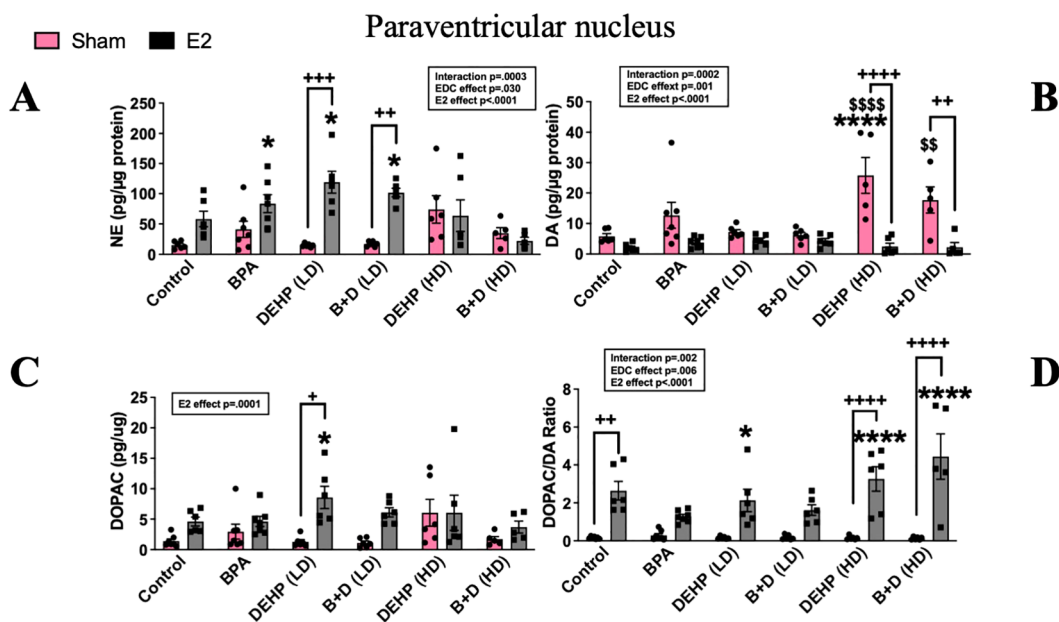 Paraventricular nucleus
Sham E2
A
Interaction p=.0003
EDC effect p=.030
E2 effect p<.0001
+++
++
*
*
*
NE (pg/µg protein)
250
200
150
100
50
0
Control
BPA
DEHP (LD)
B+D (LD)
DEHP (HD)
B+D (HD)
B
Interaction p=.0002
EDC effext p=.001
E2 effect p<.0001
++++
$$$$
****
++
$$
DA (pg/µg protein)
50
40
30
20
10
0
Control
BPA
DEHP (LD)
B+D (LD)
DEHP (HD)
B+D (HD)
C
E2 effect p=.0001
+
*
DOPAC (pg/ug)
25
20
15
10
5
0
Control
BPA
DEHP (LD)
B+D (LD)
DEHP (HD)
B+D (HD)
D
Interaction p=.002
EDC effect p=.006
E2 effect p<.0001
++
*
++++
****
++++
****
DOPAC/DA Ratio
8
6
4
2
0
Control
BPA
DEHP (LD)
B+D (LD)
DEHP (HD)
B+D (HD)